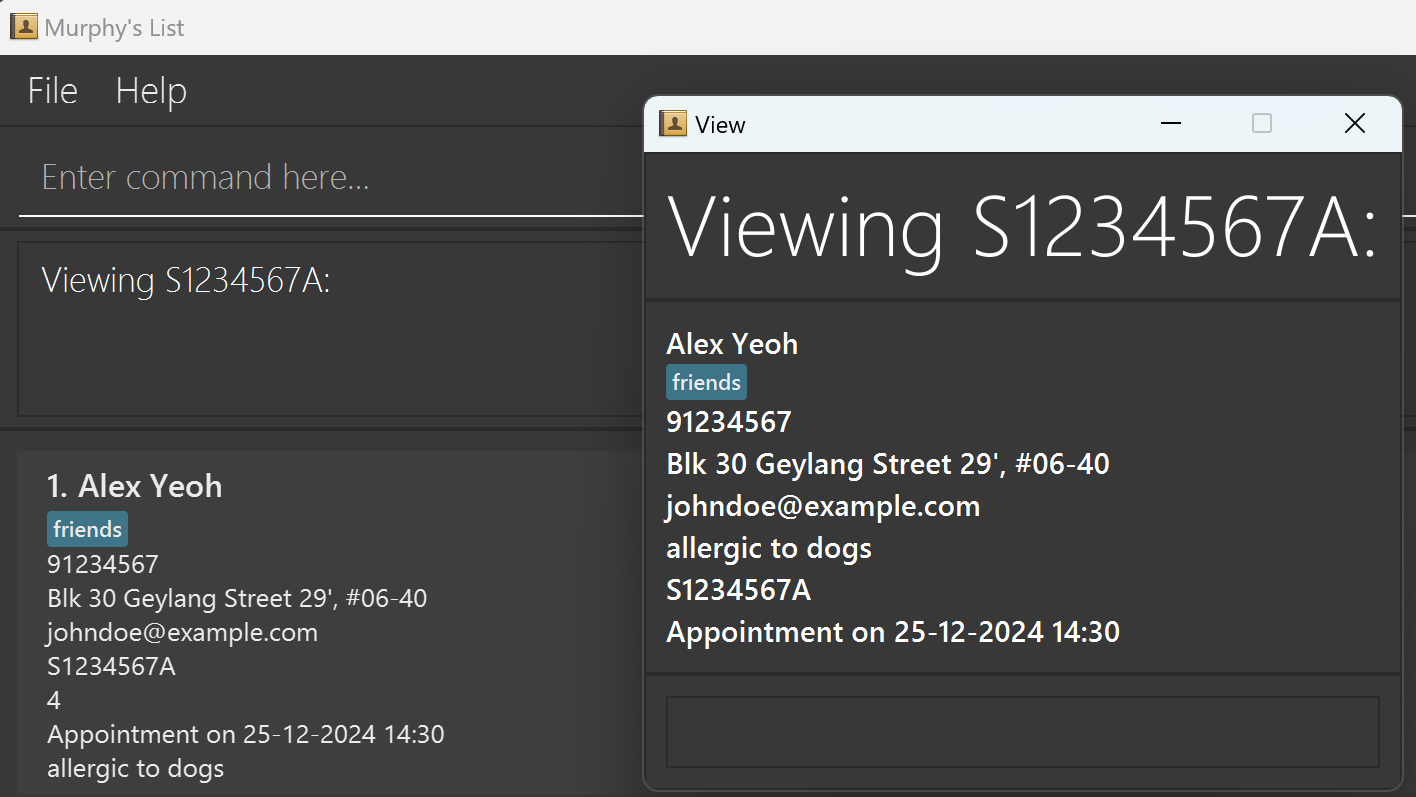 Murphy's List
File Help
Enter command here...
Viewing S1234567A:
1. Alex Yeoh
friends
91234567
Blk 30 Geylang Street 29', #06-40
johndoe@example.com
S1234567A
4
Appointment on 25-12-2024 14:30
allergic to dogs
View
Viewing S1234567A:
Alex Yeoh
friends
91234567
Blk 30 Geylang Street 29', #06-40
johndoe@example.com
allergic to dogs
S1234567A
Appointment on 25-12-2024 14:30